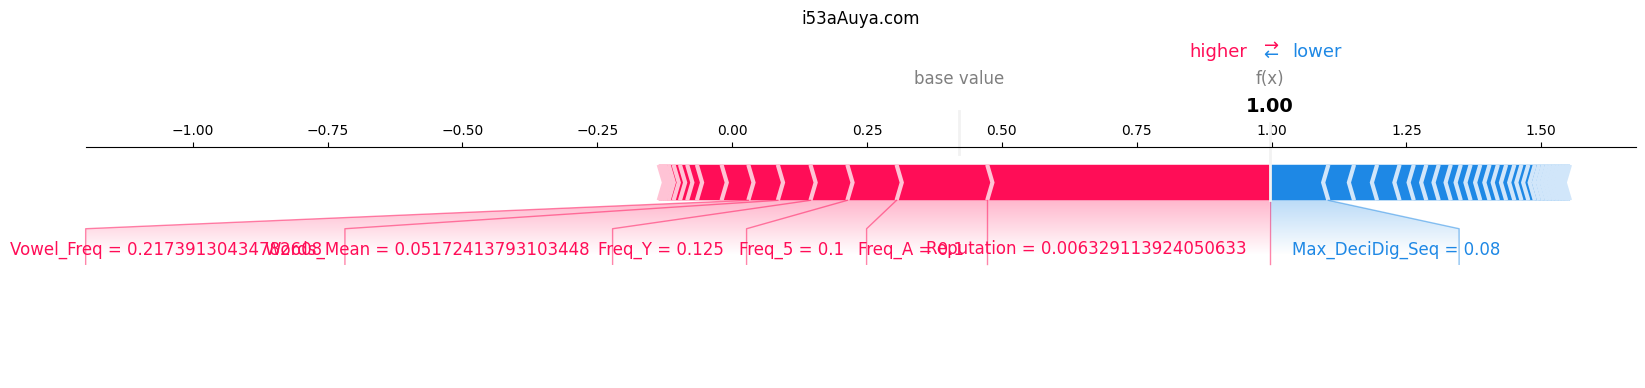 i53aAuya.com
higher ⇄ lower
base value f(x)
1.00
−1.00 −0.75 −0.50 −0.25 0.00 0.25 0.50 0.75 1.00 1.25 1.50
Vowel_Freq = 0.21739130434782608 Words_Mean = 0.05172413793103448 Freq_Y = 0.125 Freq_5 = 0.1 Freq_A = 0.1 Reputation = 0.006329113924050633 Max_DeciDig_Seq = 0.08